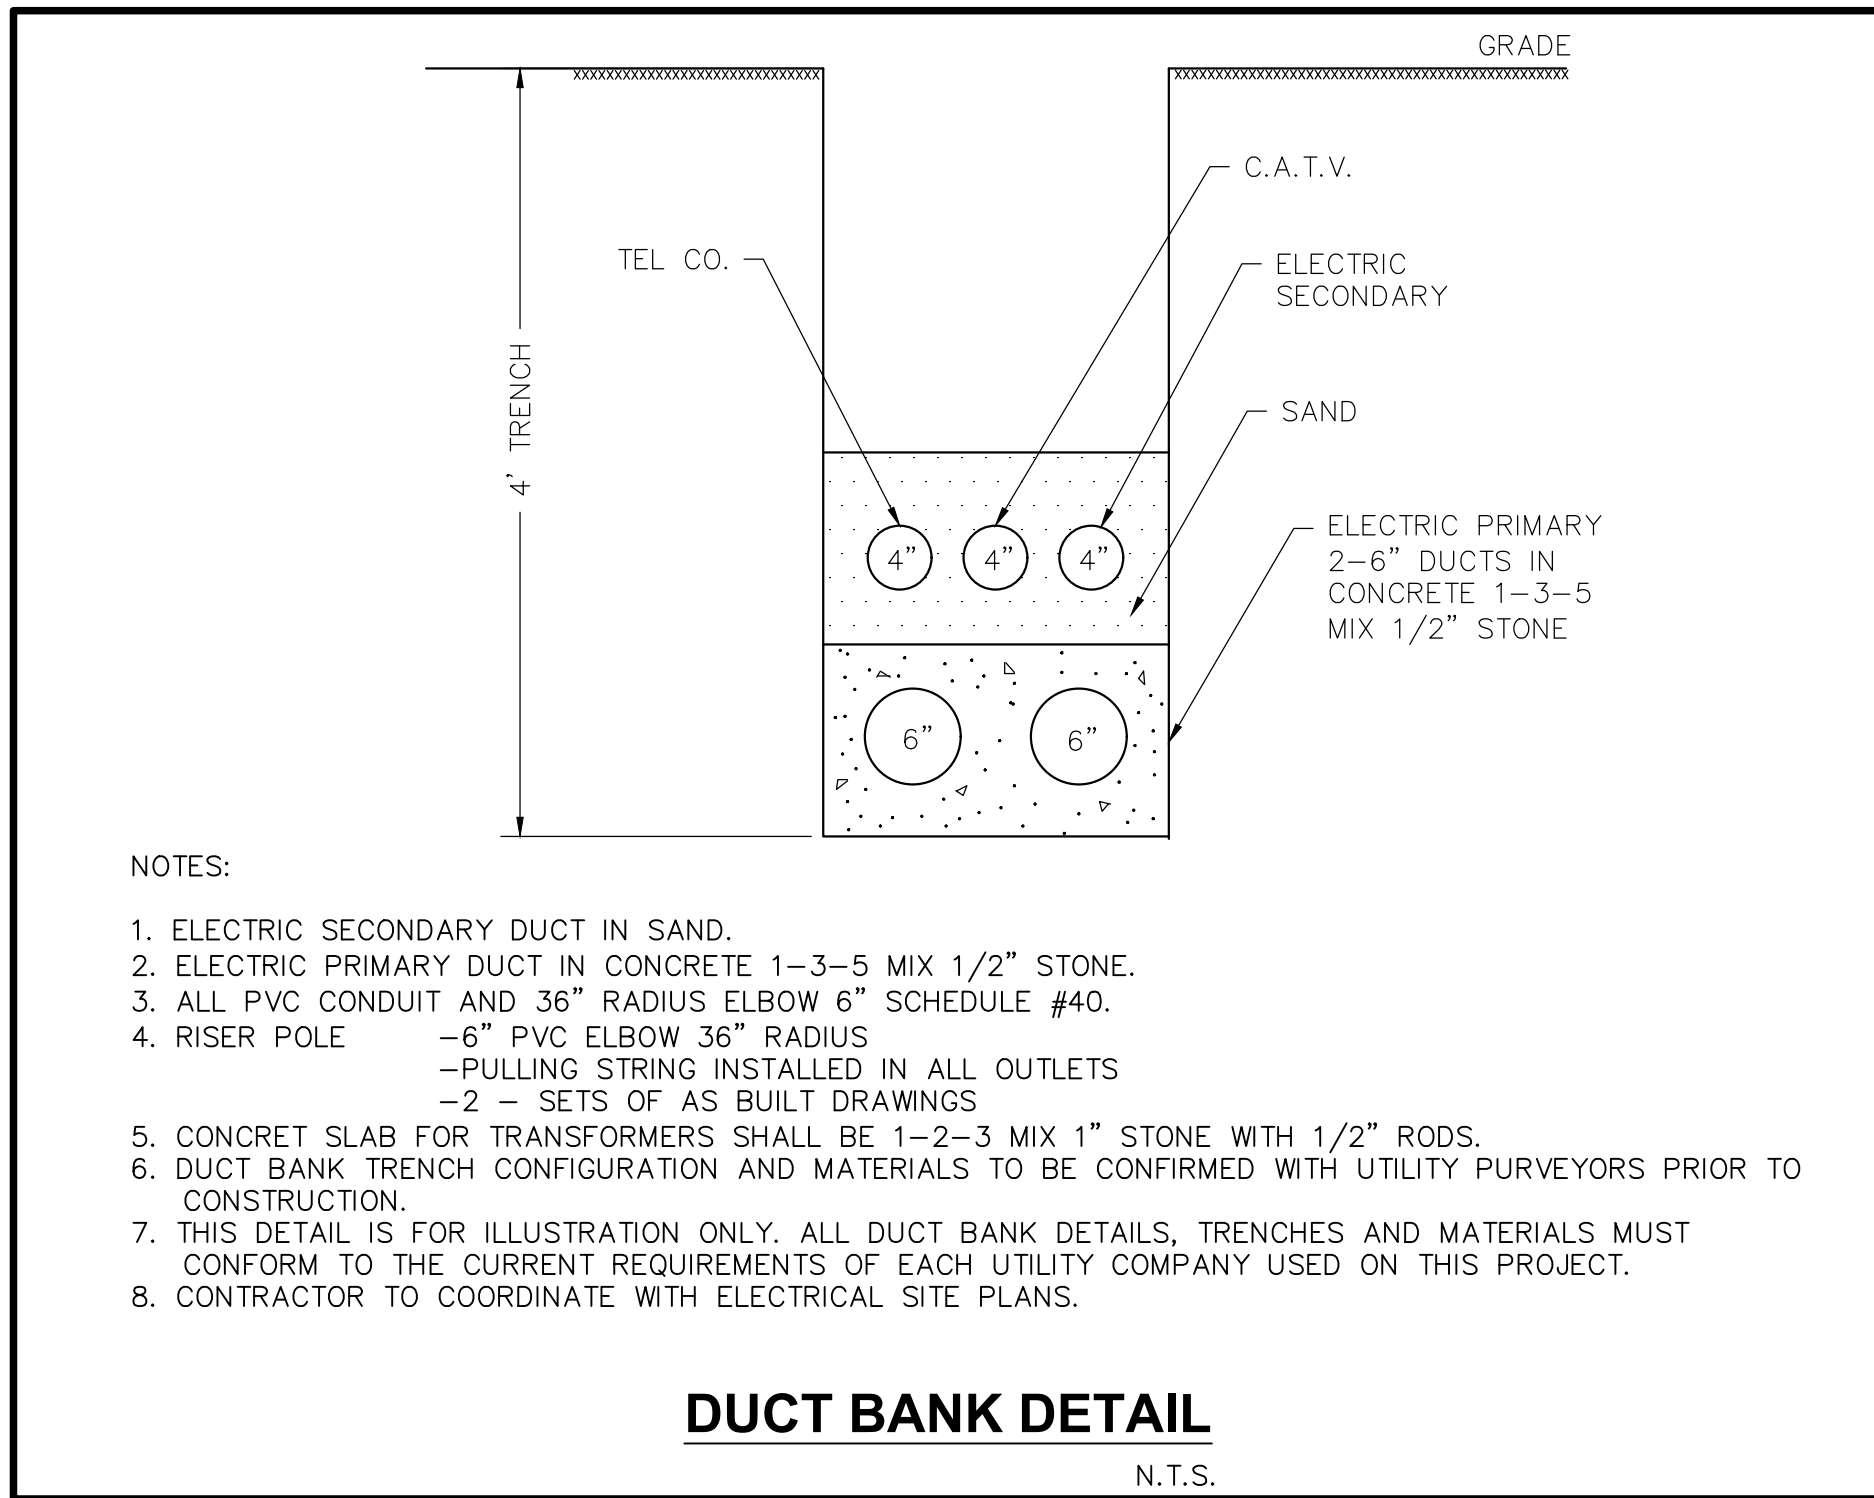 GRADE
C.A.T.V.
TEL CO.
ELECTRIC
SECONDARY
4' TRENCH
SAND
4” 4” 4”
ELECTRIC PRIMARY
2-6” DUCTS IN
CONCRETE 1-3-5
MIX 1/2” STONE
6” 6”
NOTES:
1. ELECTRIC SECONDARY DUCT IN SAND.
2. ELECTRIC PRIMARY DUCT IN CONCRETE 1-3-5 MIX 1/2” STONE.
3. ALL PVC CONDUIT AND 36” RADIUS ELBOW 6” SCHEDULE #40.
4. RISER POLE -6” PVC ELBOW 36” RADIUS
-PULLING STRING INSTALLED IN ALL OUTLETS
-2 - SETS OF AS BUILT DRAWINGS
5. CONCRET SLAB FOR TRANSFORMERS SHALL BE 1-2-3 MIX 1” STONE WITH 1/2” RODS.
6. DUCT BANK TRENCH CONFIGURATION AND MATERIALS TO BE CONFIRMED WITH UTILITY PURVEYORS PRIOR TO
CONSTRUCTION.
7. THIS DETAIL IS FOR ILLUSTRATION ONLY. ALL DUCT BANK DETAILS, TRENCHES AND MATERIALS MUST
CONFORM TO THE CURRENT REQUIREMENTS OF EACH UTILITY COMPANY USED ON THIS PROJECT.
8. CONTRACTOR TO COORDINATE WITH ELECTRICAL SITE PLANS.
DUCT BANK DETAIL
N.T.S.